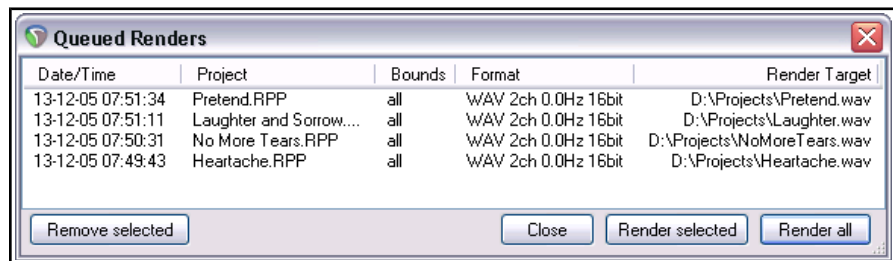 Queued Renders
Date/Time Project Bounds Format Render Target
13-12-05 07:51:34 Pretend.RPP all WAV 2ch 0.0Hz 16bit D:\Projects\Pretend.wav
13-12-05 07:51:11 Laughter and Sorrow.... all WAV 2ch 0.0Hz 16bit D:\Projects\Laughter.wav
13-12-05 07:50:31 No More Tears.RPP all WAV 2ch 0.0Hz 16bit D:\Projects\NoMoreTears.wav
13-12-05 07:49:43 Heartache.RPP all WAV 2ch 0.0Hz 16bit D:\Projects\Heartache.wav
Remove selected Close Render selected Render all